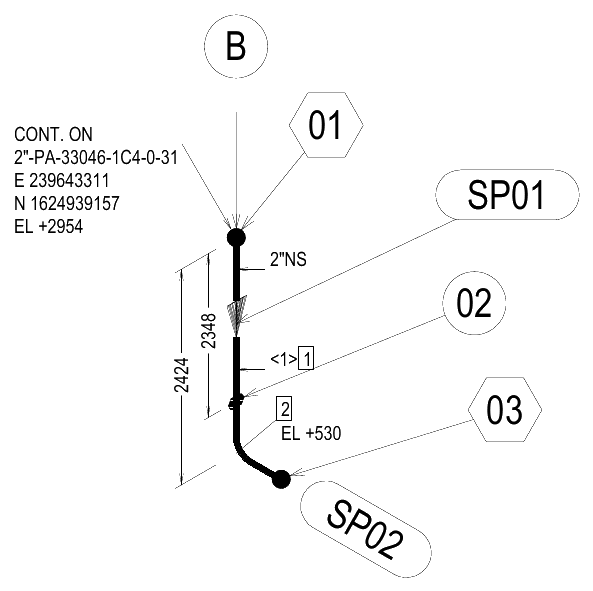 B
01
CONT. ON
2"-PA-33046-1C4-0-31
E 239643311
N 1624939157
EL +2954
SP01
2"NS
02
2348
2424
<1> 1
2
EL +530
03
SP02